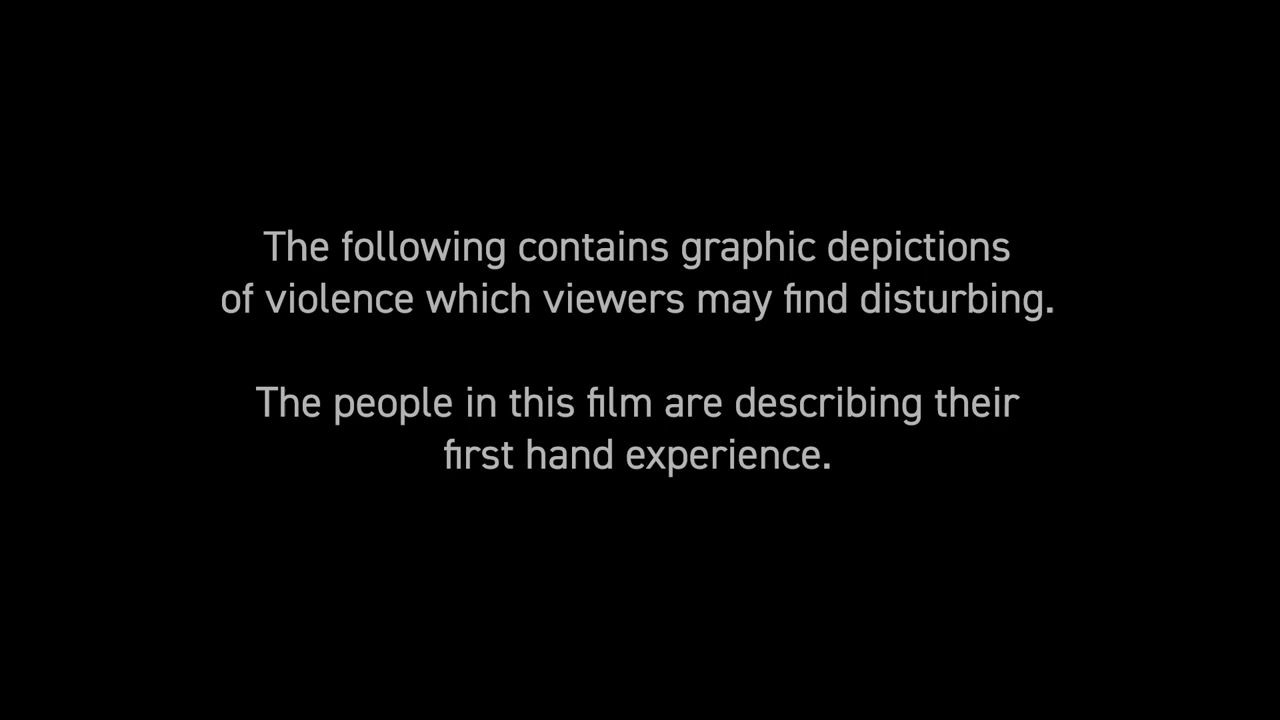 The following contains graphic depictions
of violence which viewers may find disturbing.
The people in this film are describing their
first hand experience.